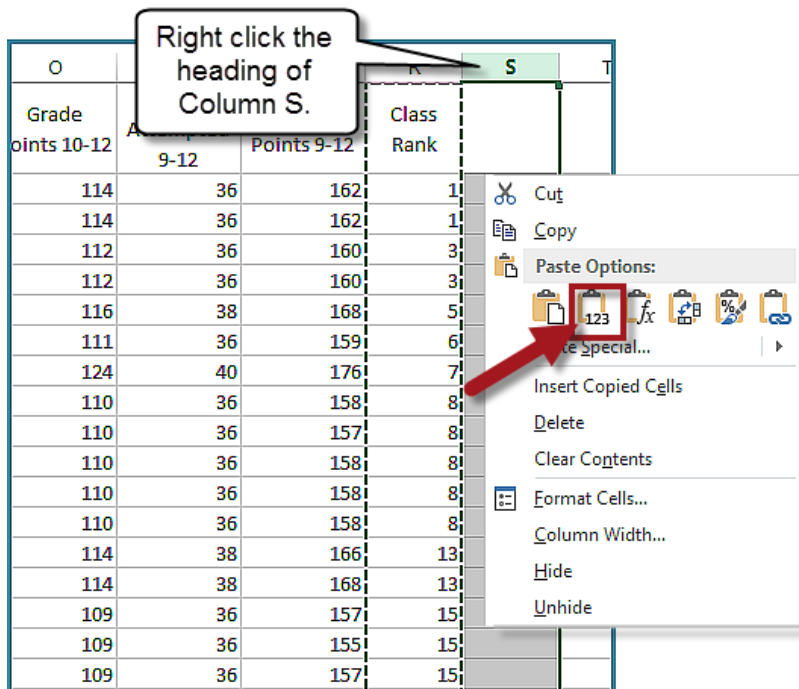 Right click the
heading of
Column S.
O R S T
Grade Class
oints 10-12 Points 9-12 Rank
9-12
114 36 162 1
114 36 162 1
112 36 160 3
112 36 160 3
116 38 168 5
111 36 159 6
124 40 176 7
110 36 158 8
110 36 157 8
110 36 158 8
110 36 158 8
110 36 158 8
114 38 166 13
114 38 168 13
109 36 157 15
109 36 155 15
109 36 157 15
Cut
Copy
Paste Options:
123 fx %
Special...
Insert Copied Cells
Delete
Clear Contents
Format Cells...
Column Width...
Hide
Unhide